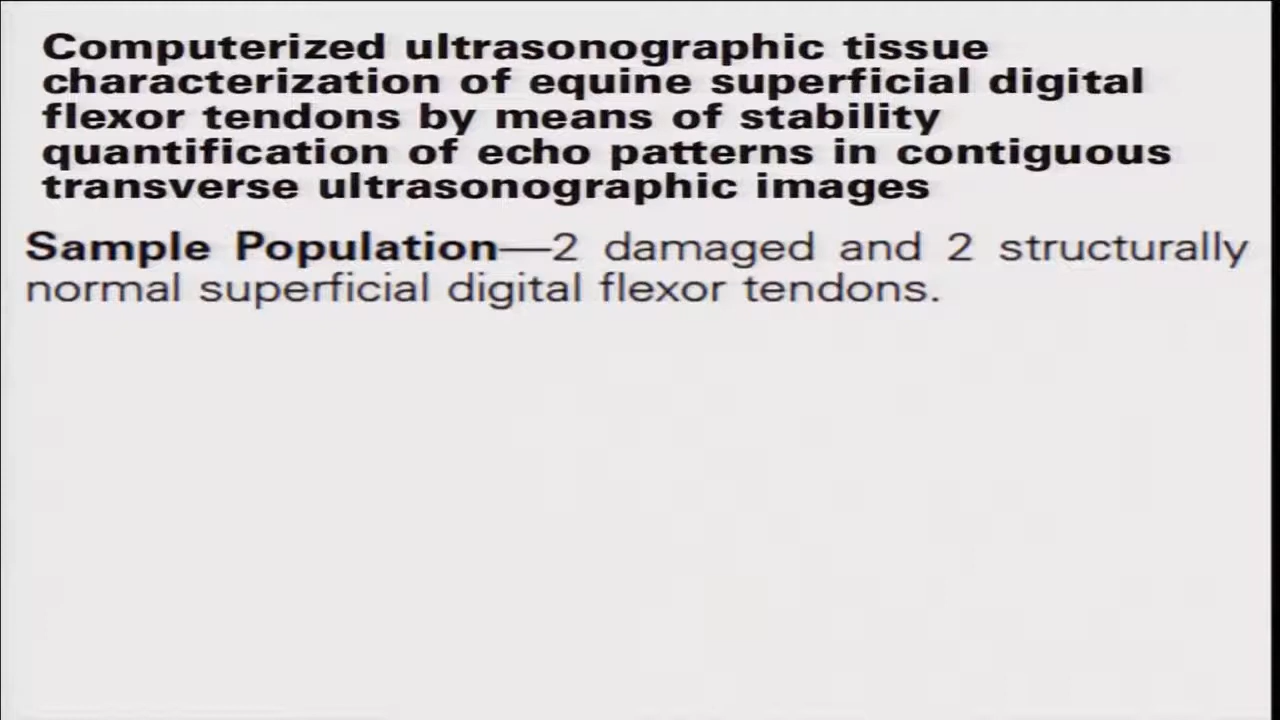 Computerized ultrasonographic tissue
characterization of equine superficial digital
flexor tendons by means of stability
quantification of echo patterns in contiguous
transverse ultrasonographic images
Sample Population—2 damaged and 2 structurally
normal superficial digital flexor tendons.